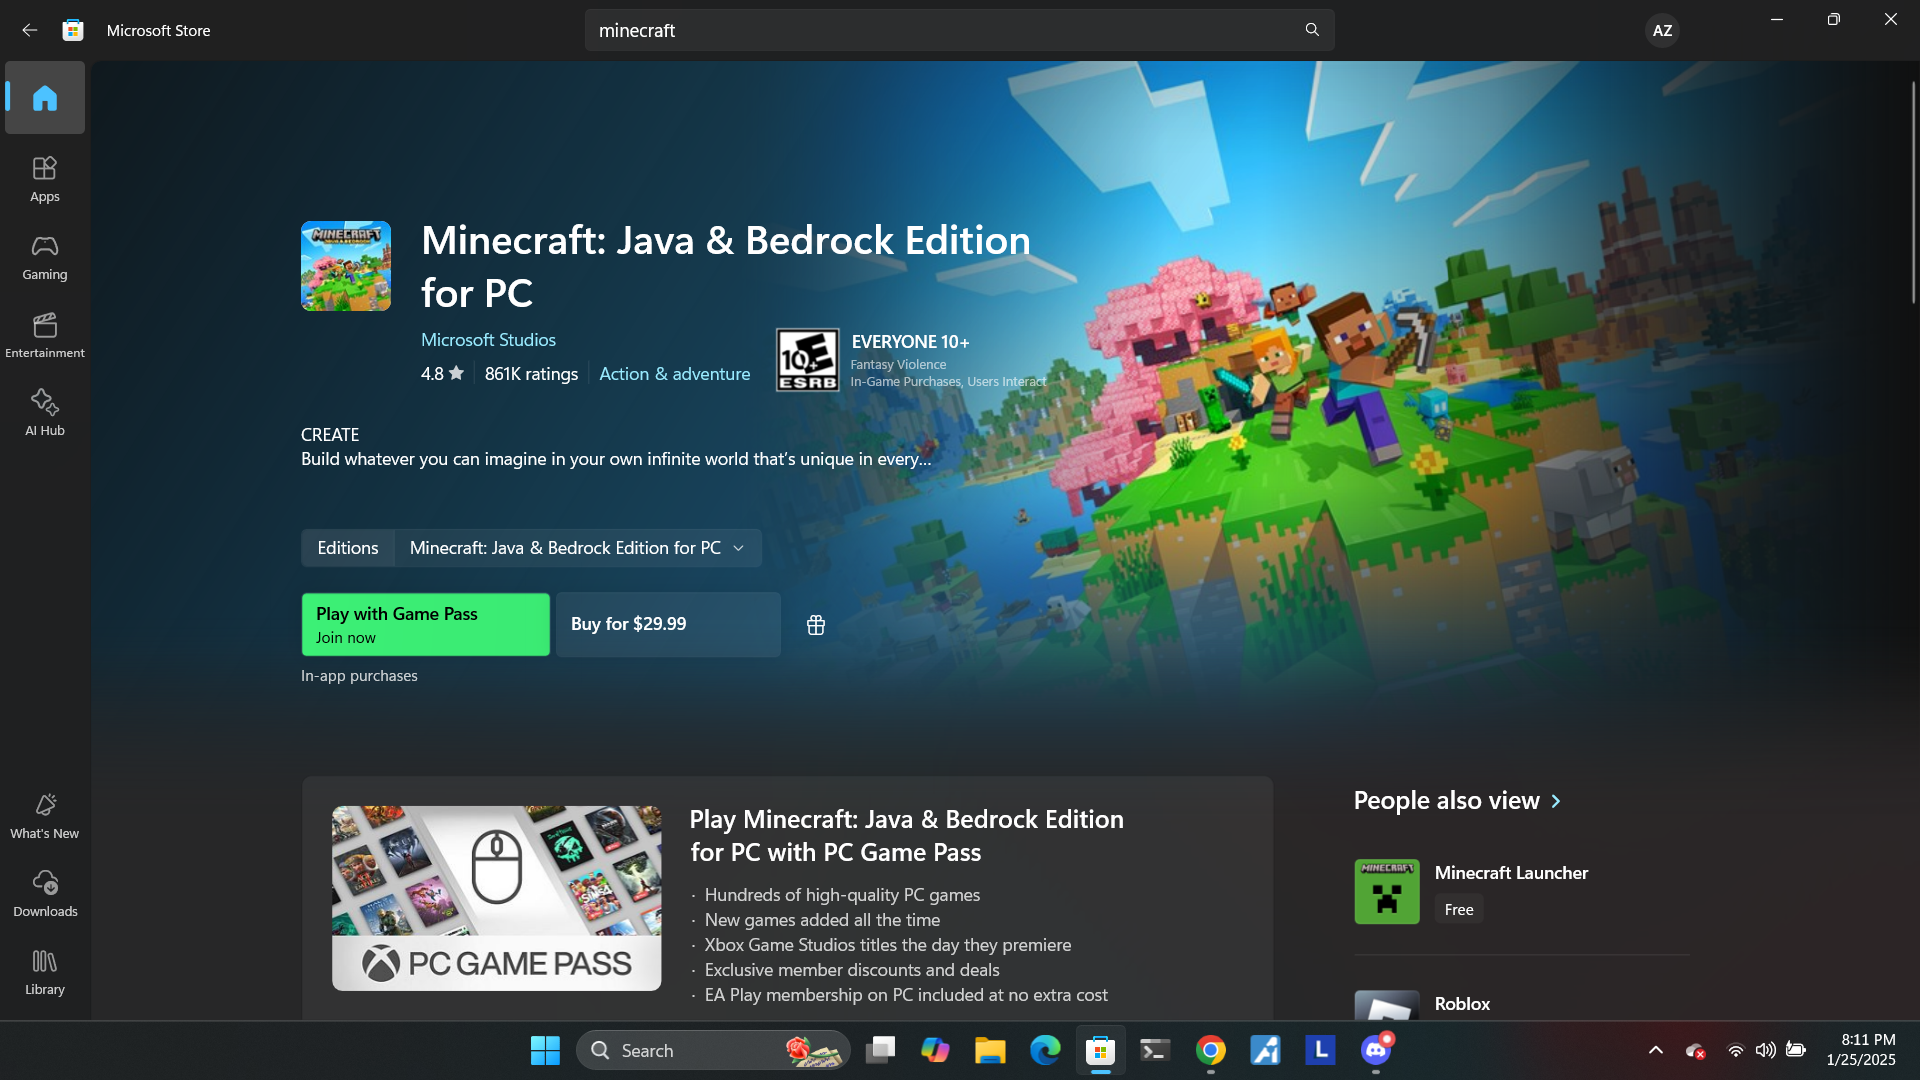 Microsoft Store
minecraft
AZ
Apps
Gaming
Entertainment
AI Hub
What's New
Downloads
Library
MINECRAFT
Minecraft: Java & Bedrock Edition
for PC
Microsoft Studios
4.8
861K ratings
Action & adventure
10+
ESRB
EVERYONE 10+
Fantasy Violence
In-Game Purchases, Users Interact
CREATE
Build whatever you can imagine in your own infinite world that's unique in every...
Editions
Minecraft: Java & Bedrock Edition for PC
Play with Game Pass
Join now
Buy for $29.99
In-app purchases
PC GAME PASS
Play Minecraft: Java & Bedrock Edition
for PC with PC Game Pass
· Hundreds of high-quality PC games
· New games added all the time
· Xbox Game Studios titles the day they premiere
· Exclusive member discounts and deals
· EA Play membership on PC included at no extra cost
People also view
MINECRAFT
Minecraft Launcher
Free
Roblox
Search
L
8:11 PM
1/25/2025